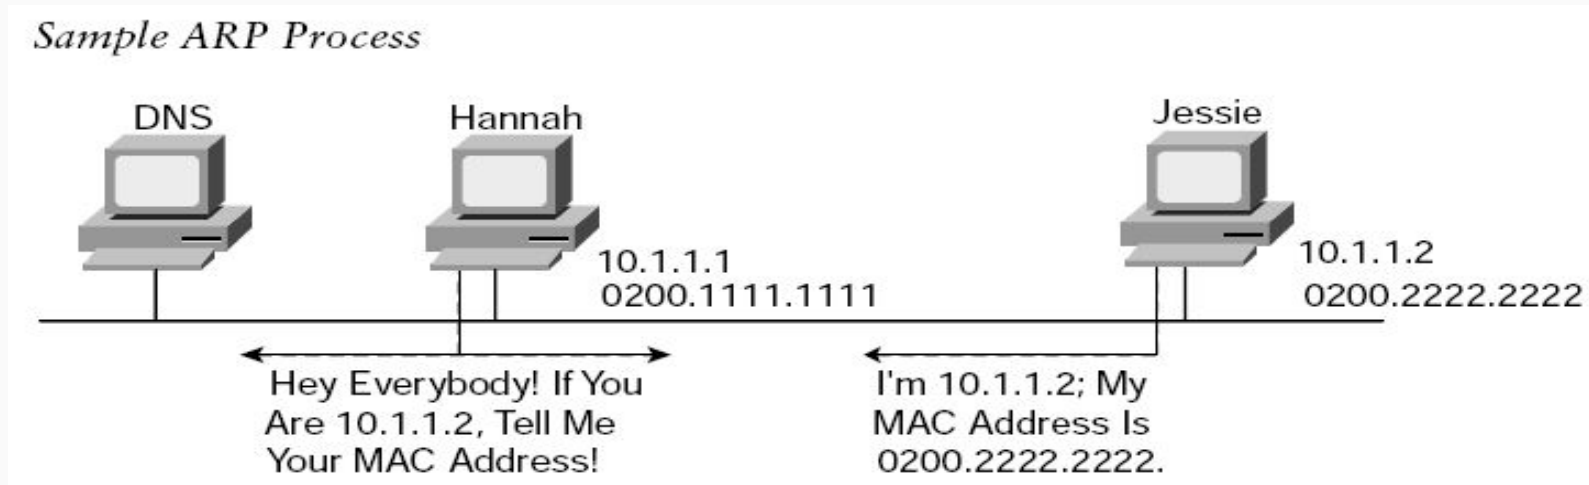 Sample ARP Process
DNS
Hannah
Jessie
10.1.1.1
0200.1111.1111
10.1.1.2
0200.2222.2222
Hey Everybody! If You
Are 10.1.1.2, Tell Me
Your MAC Address!
I'm 10.1.1.2; My
MAC Address Is
0200.2222.2222.